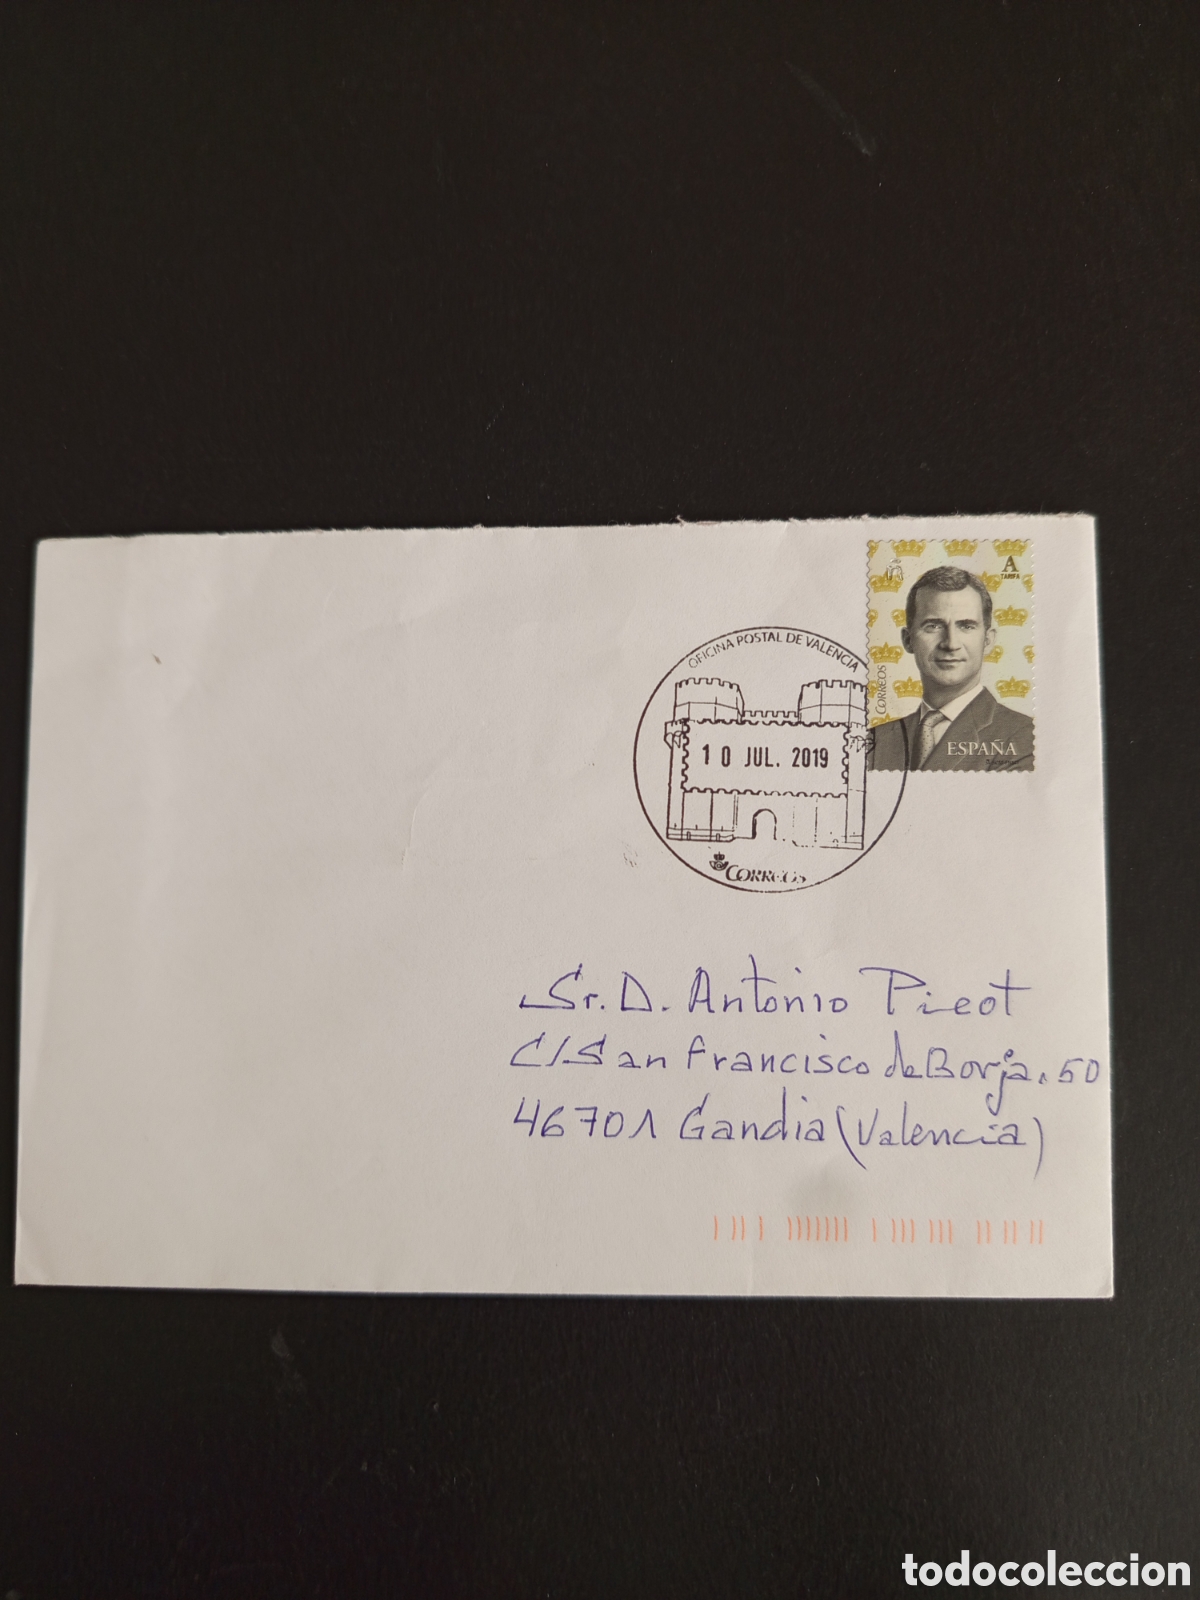 A
TARIFA
CORREOS
ESPAÑA
OFICINA POSTAL DE VALENCIA
10 JUL. 2019
CORREOS
Sr. D. Antonio Picot
C/San Francisco de Borja, 50
46701 Gandia (Valencia)
todocoleccion